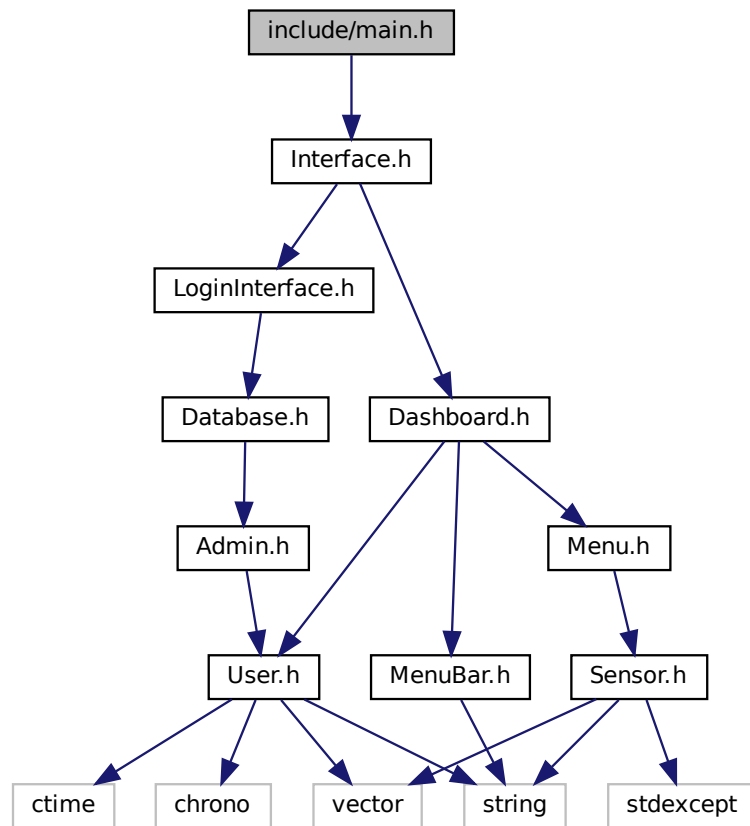 include/main.h
Interface.h
LoginInterface.h
Database.h
Dashboard.h
Admin.h
Menu.h
User.h
MenuBar.h
Sensor.h
ctime
chrono
vector
string
stdexcept